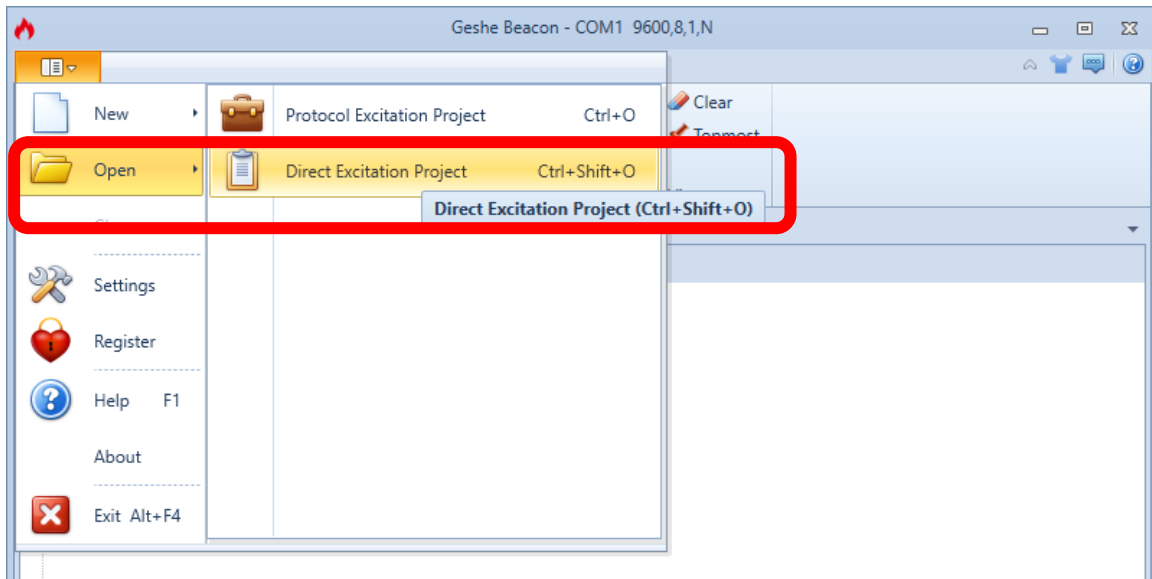 Geshe Beacon - COM1 9600,8,1,N
New
Protocol Excitation Project Ctrl+O
Clear
Topmost
Open
Direct Excitation Project Ctrl+Shift+O
Direct Excitation Project (Ctrl+Shift+O)
Settings
Register
Help F1
About
Exit Alt+F4